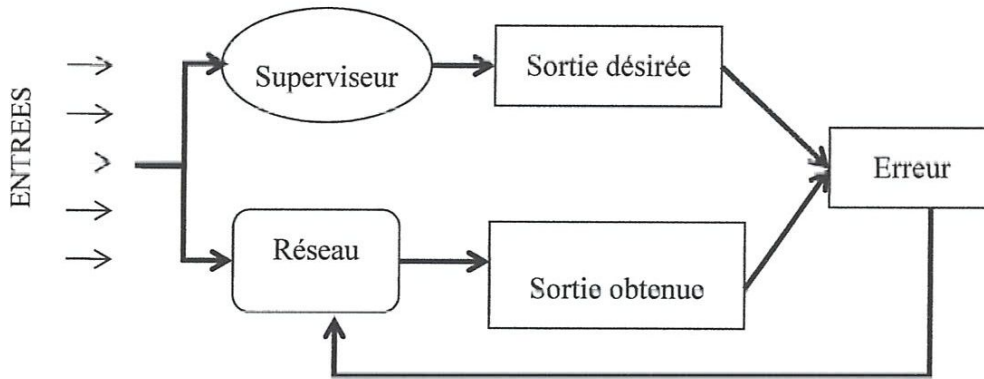 ENTREES
Superviseur
Sortie désirée
Erreur
Réseau
Sortie obtenue